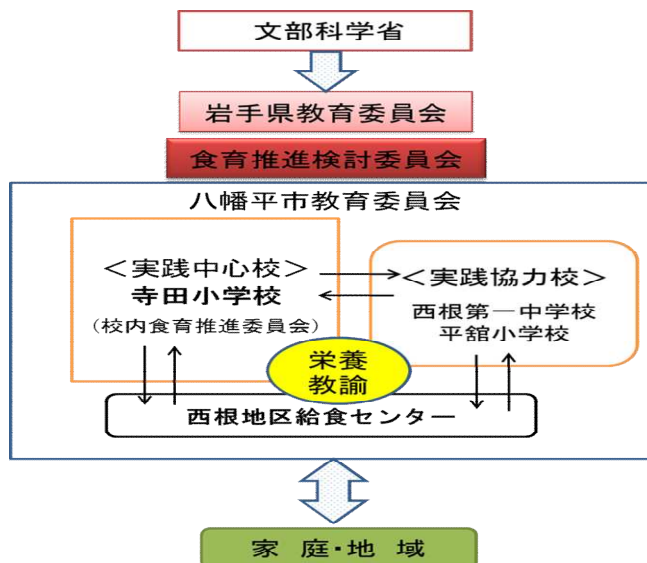 文部科学省
岩手県教育委員会
食育推進検討委員会
八幡平市教育委員会
＜実践中心校＞
寺田小学校
（校内食育推進委員会）
＜実践協力校＞
西根第一中学校
平舘小学校
栄養
教諭
西根地区給食センター
家 庭・地 域